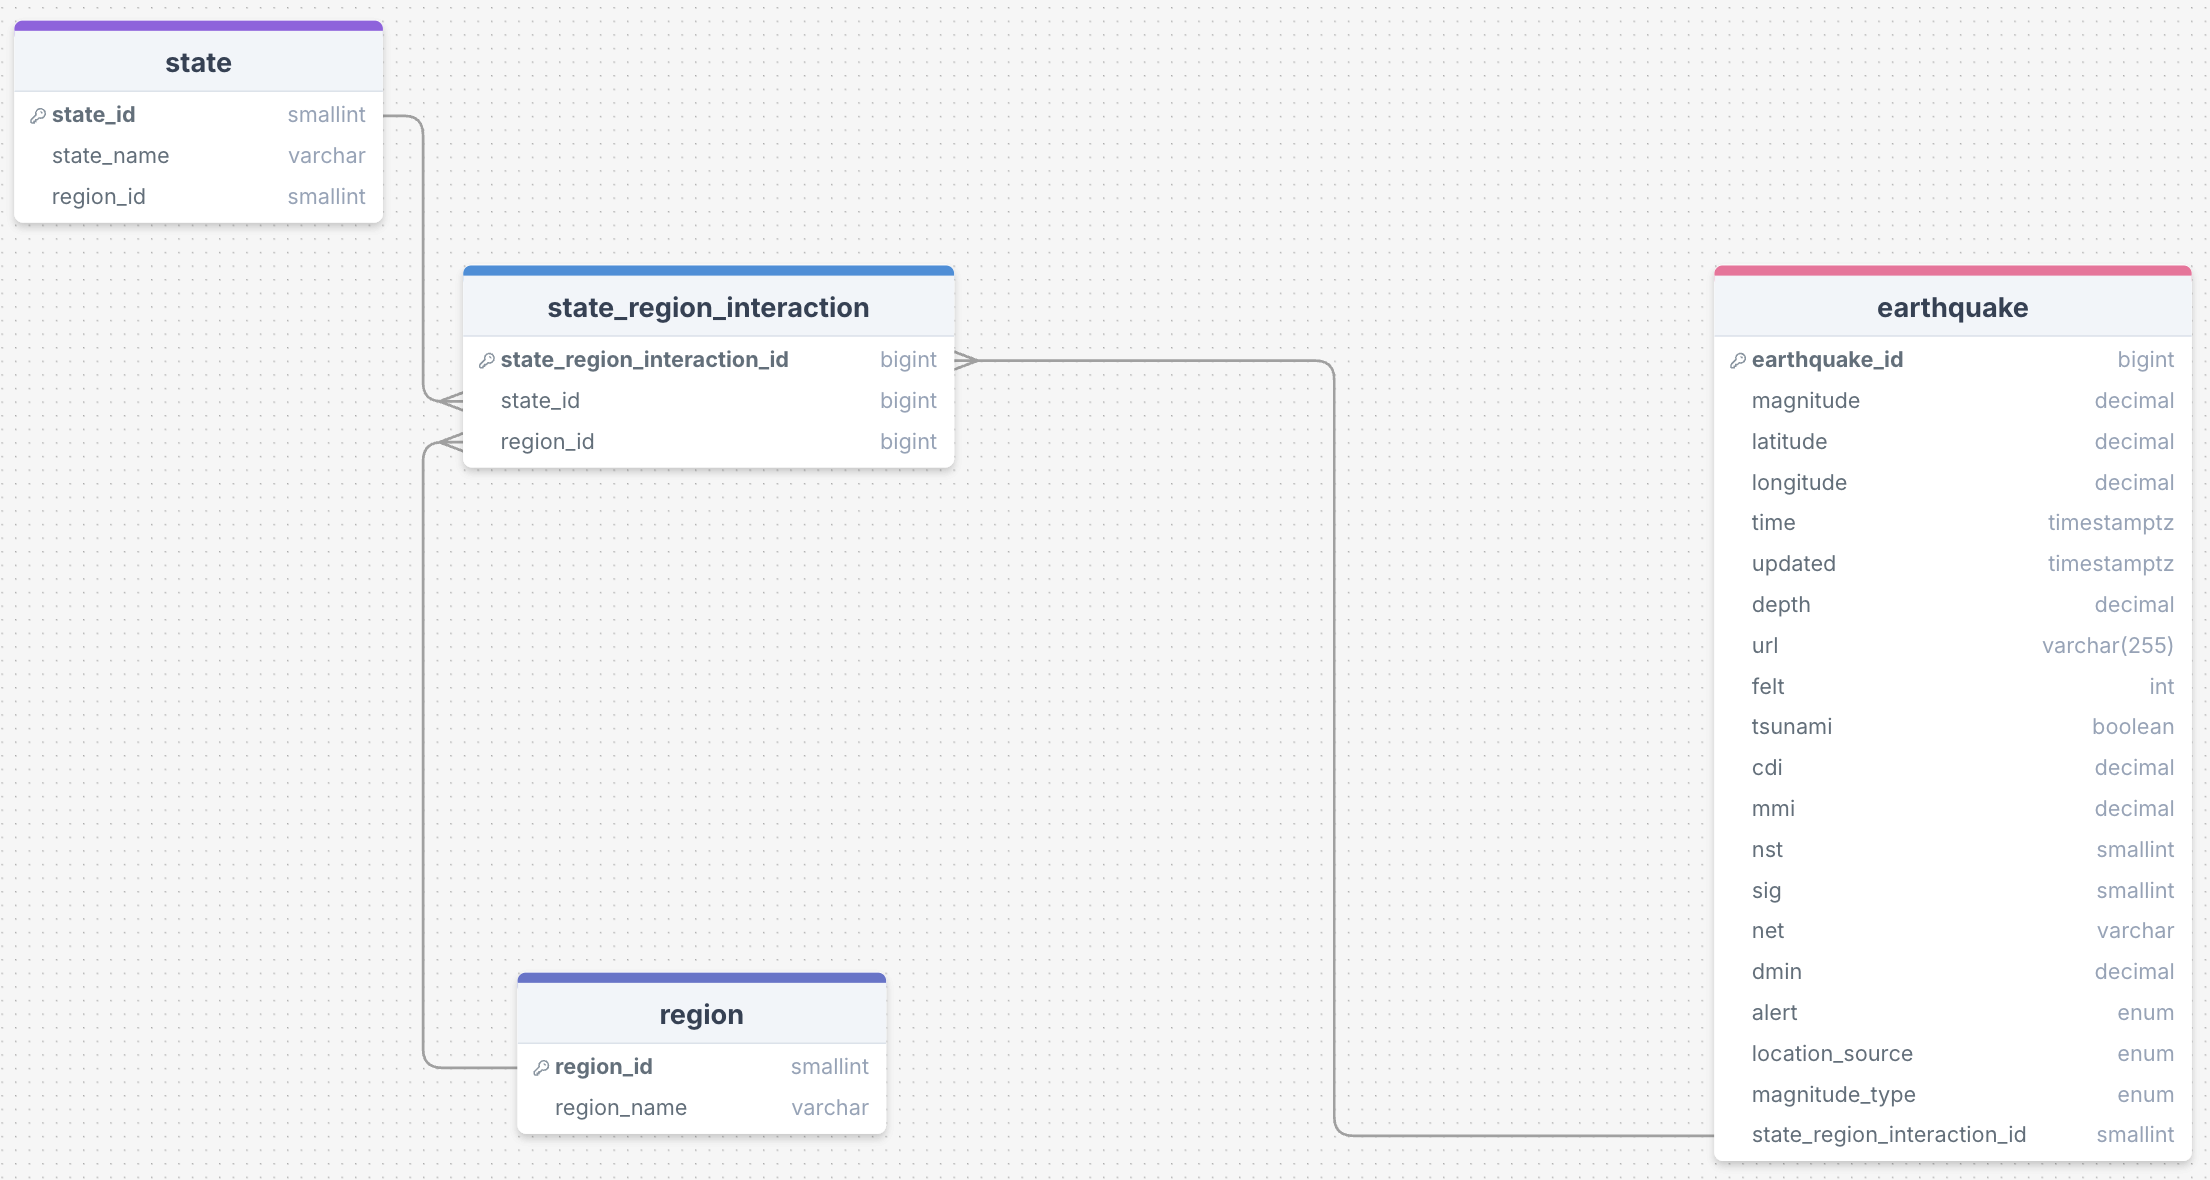 state
state_id smallint
state_name varchar
region_id smallint
state_region_interaction
state_region_interaction_id bigint
state_id bigint
region_id bigint
region
region_id smallint
region_name varchar
earthquake
earthquake_id bigint
magnitude decimal
latitude decimal
longitude decimal
time timestamptz
updated timestamptz
depth decimal
url varchar(255)
felt int
tsunami boolean
cdi decimal
mmi decimal
nst smallint
sig smallint
net varchar
dmin decimal
alert enum
location_source enum
magnitude_type enum
state_region_interaction_id smallint